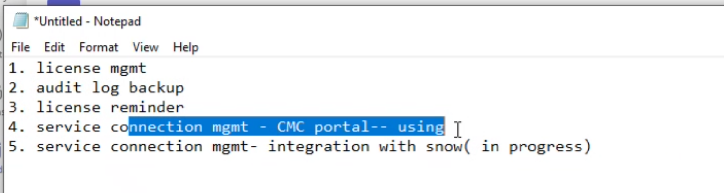 *Untitled - Notepad
File Edit Format View Help
1. license mgmt
2. audit log backup
3. license reminder
4. service connection mgmt - CMC portal-- using
5. service connection mgmt- integration with snow( in progress)